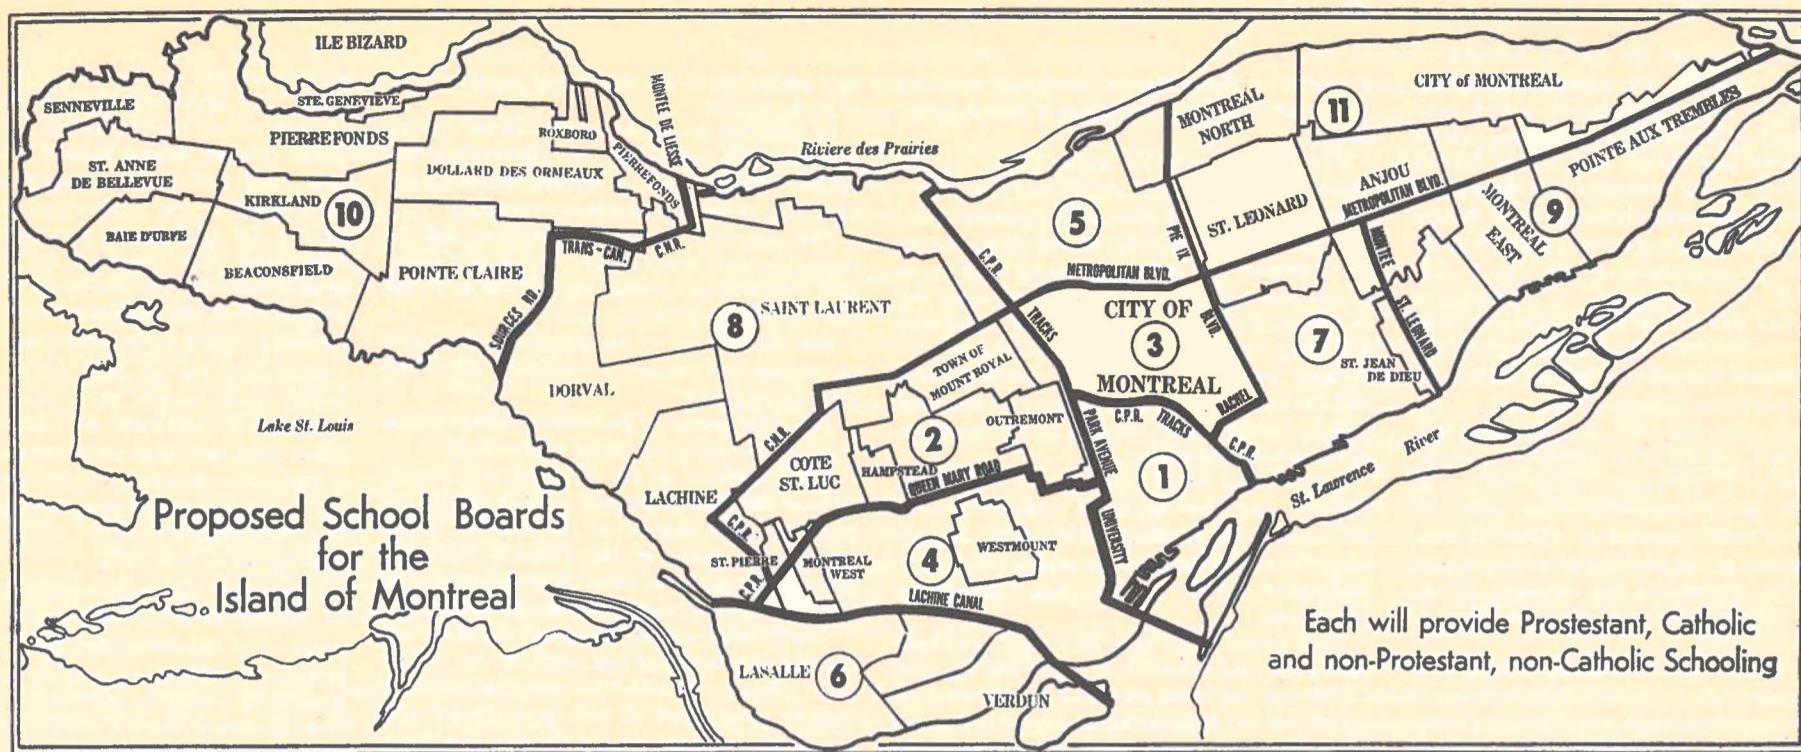 ILE BIZARD
SENNEVILLE
STE. GENEVIEVE
PIERREFONDS
ROXBORO
PIERREFONDS
MONTEE DE LIESSE
ST. ANNE
DE BELLEVUE
DOLLARD DES ORMEAUX
KIRKLAND
10
BAIE D'URFE
BEACONSFIELD
POINTE CLAIRE
TRANS-CAN.
C.N.R.
SOURCES RD.
Riviere des Prairies
MONTREAL
NORTH
11
CITY of MONTREAL
POINTE AUX TREMBLES
ANJOU
METROPOLITAN BLVD.
ST. LEONARD
MONTREAL
EAST
9
5
PIE IX
BLVD.
METROPOLITAN BLVD.
C.P.R.
TRACKS
MONTEE
ST. LEONARD
8
SAINT LAURENT
CITY OF
3
MONTREAL
7
ST. JEAN
DE DIEU
TOWN OF
MOUNT ROYAL
DORVAL
OUTREMONT
2
HAMPSTEAD
QUEEN MARY ROAD
C.N.R.
COTE
ST. LUC
PARK AVENUE
C.P.R. TRACKS
RACHEL
C.P.R.
1
UNIVERSITY
St. Lawrence River
Lake St. Louis
LACHINE
C.P.R.
ST. PIERRE
C.P.R.
MONTREAL
WEST
4
WESTMOUNT
LACHINE CANAL
LASALLE
6
VERDUN
Proposed School Boards
for the
Island of Montreal
Each will provide Prostestant, Catholic
and non-Protestant, non-Catholic Schooling